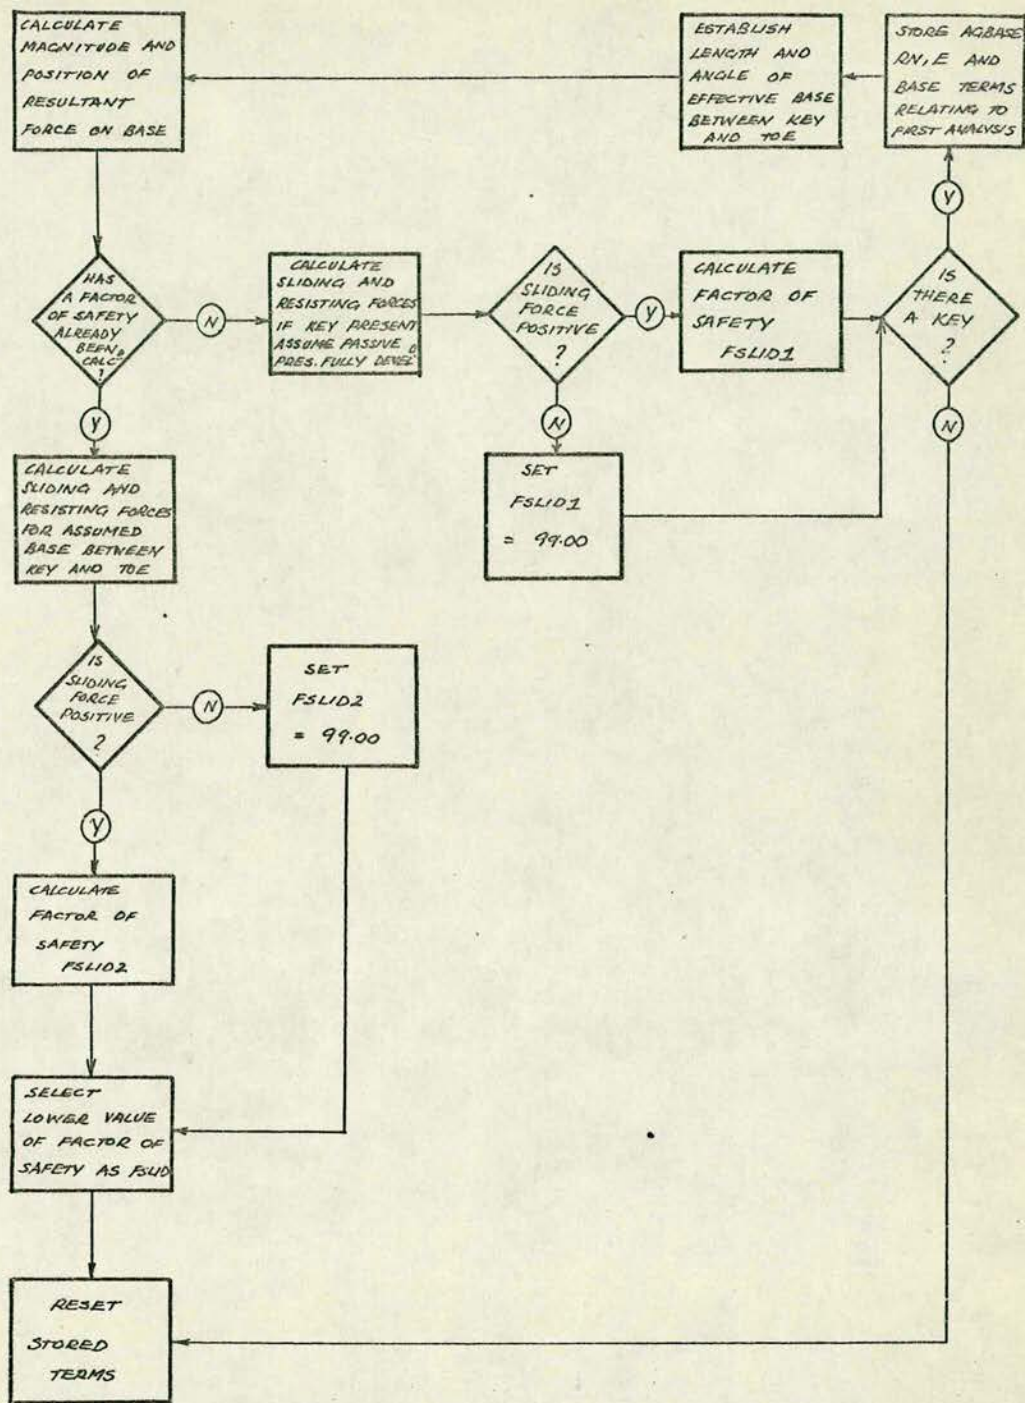 CALCULATE
MAGNITUDE AND
POSITION OF
RESULTANT
FORCE ON BASE
ESTABLISH
LENGTH AND
ANGLE OF
EFFECTIVE BASE
BETWEEN KEY
AND TOE
STORE AGBASE
RN, E AND
BASE TERMS
RELATING TO
FIRST ANALYSIS
Y
HAS
A FACTOR
OF SAFETY
ALREADY
BEEN
CALCD
?
N
CALCULATE
SLIDING AND
RESISTING FORCES
IF KEY PRESENT
ASSUME PASSIVE
PRES. FULLY DEVELD
IS
SLIDING
FORCE
POSITIVE
?
Y
CALCULATE
FACTOR OF
SAFETY
FSLID1
IS
THERE
A KEY
?
Y
N
N
CALCULATE
SLIDING AND
RESISTING FORCES
FOR ASSUMED
BASE BETWEEN
KEY AND TOE
SET
FSLID1
= 99.00
IS
SLIDING
FORCE
POSITIVE
?
N
SET
FSLID2
= 99.00
Y
CALCULATE
FACTOR OF
SAFETY
FSLID2
SELECT
LOWER VALUE
OF FACTOR OF
SAFETY AS FSLID
RESET
STORED
TERMS